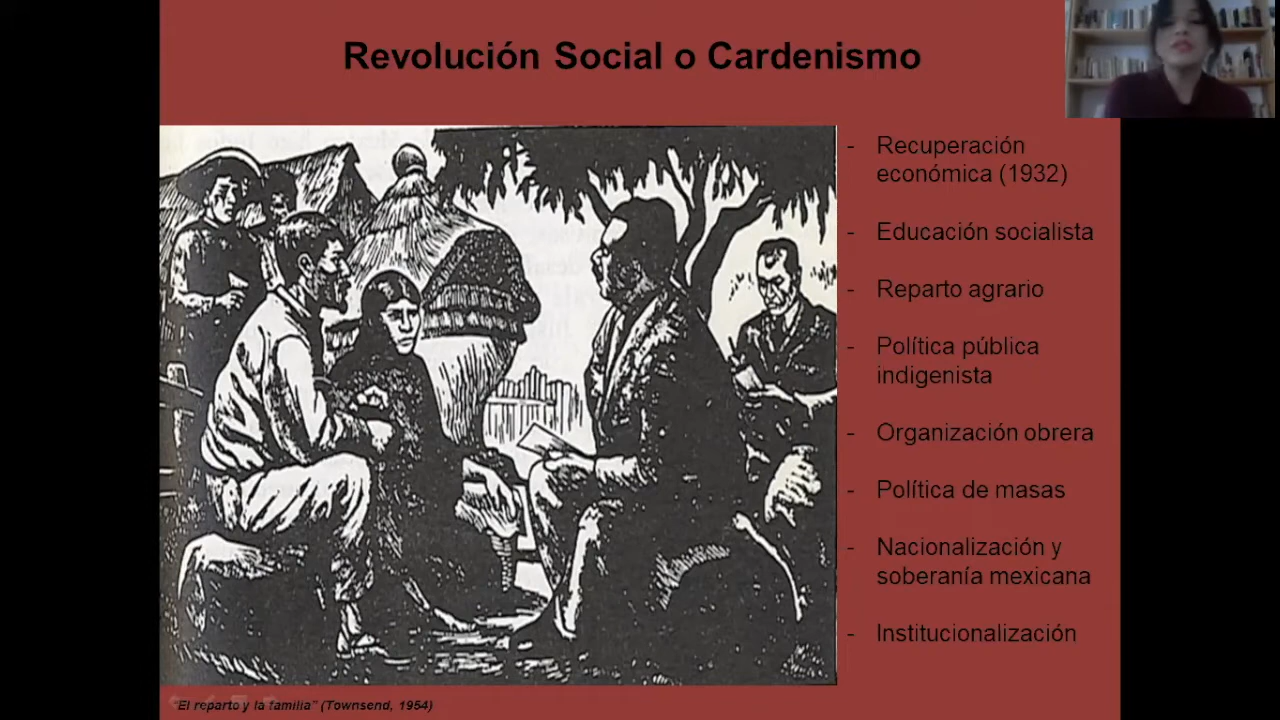 Revolución Social o Cardenismo
- Recuperación
económica (1932)
- Educación socialista
- Reparto agrario
- Política pública
indigenista
- Organización obrera
- Política de masas
- Nacionalización y
soberanía mexicana
- Institucionalización
"El reparto y la familia" (Townsend, 1954)